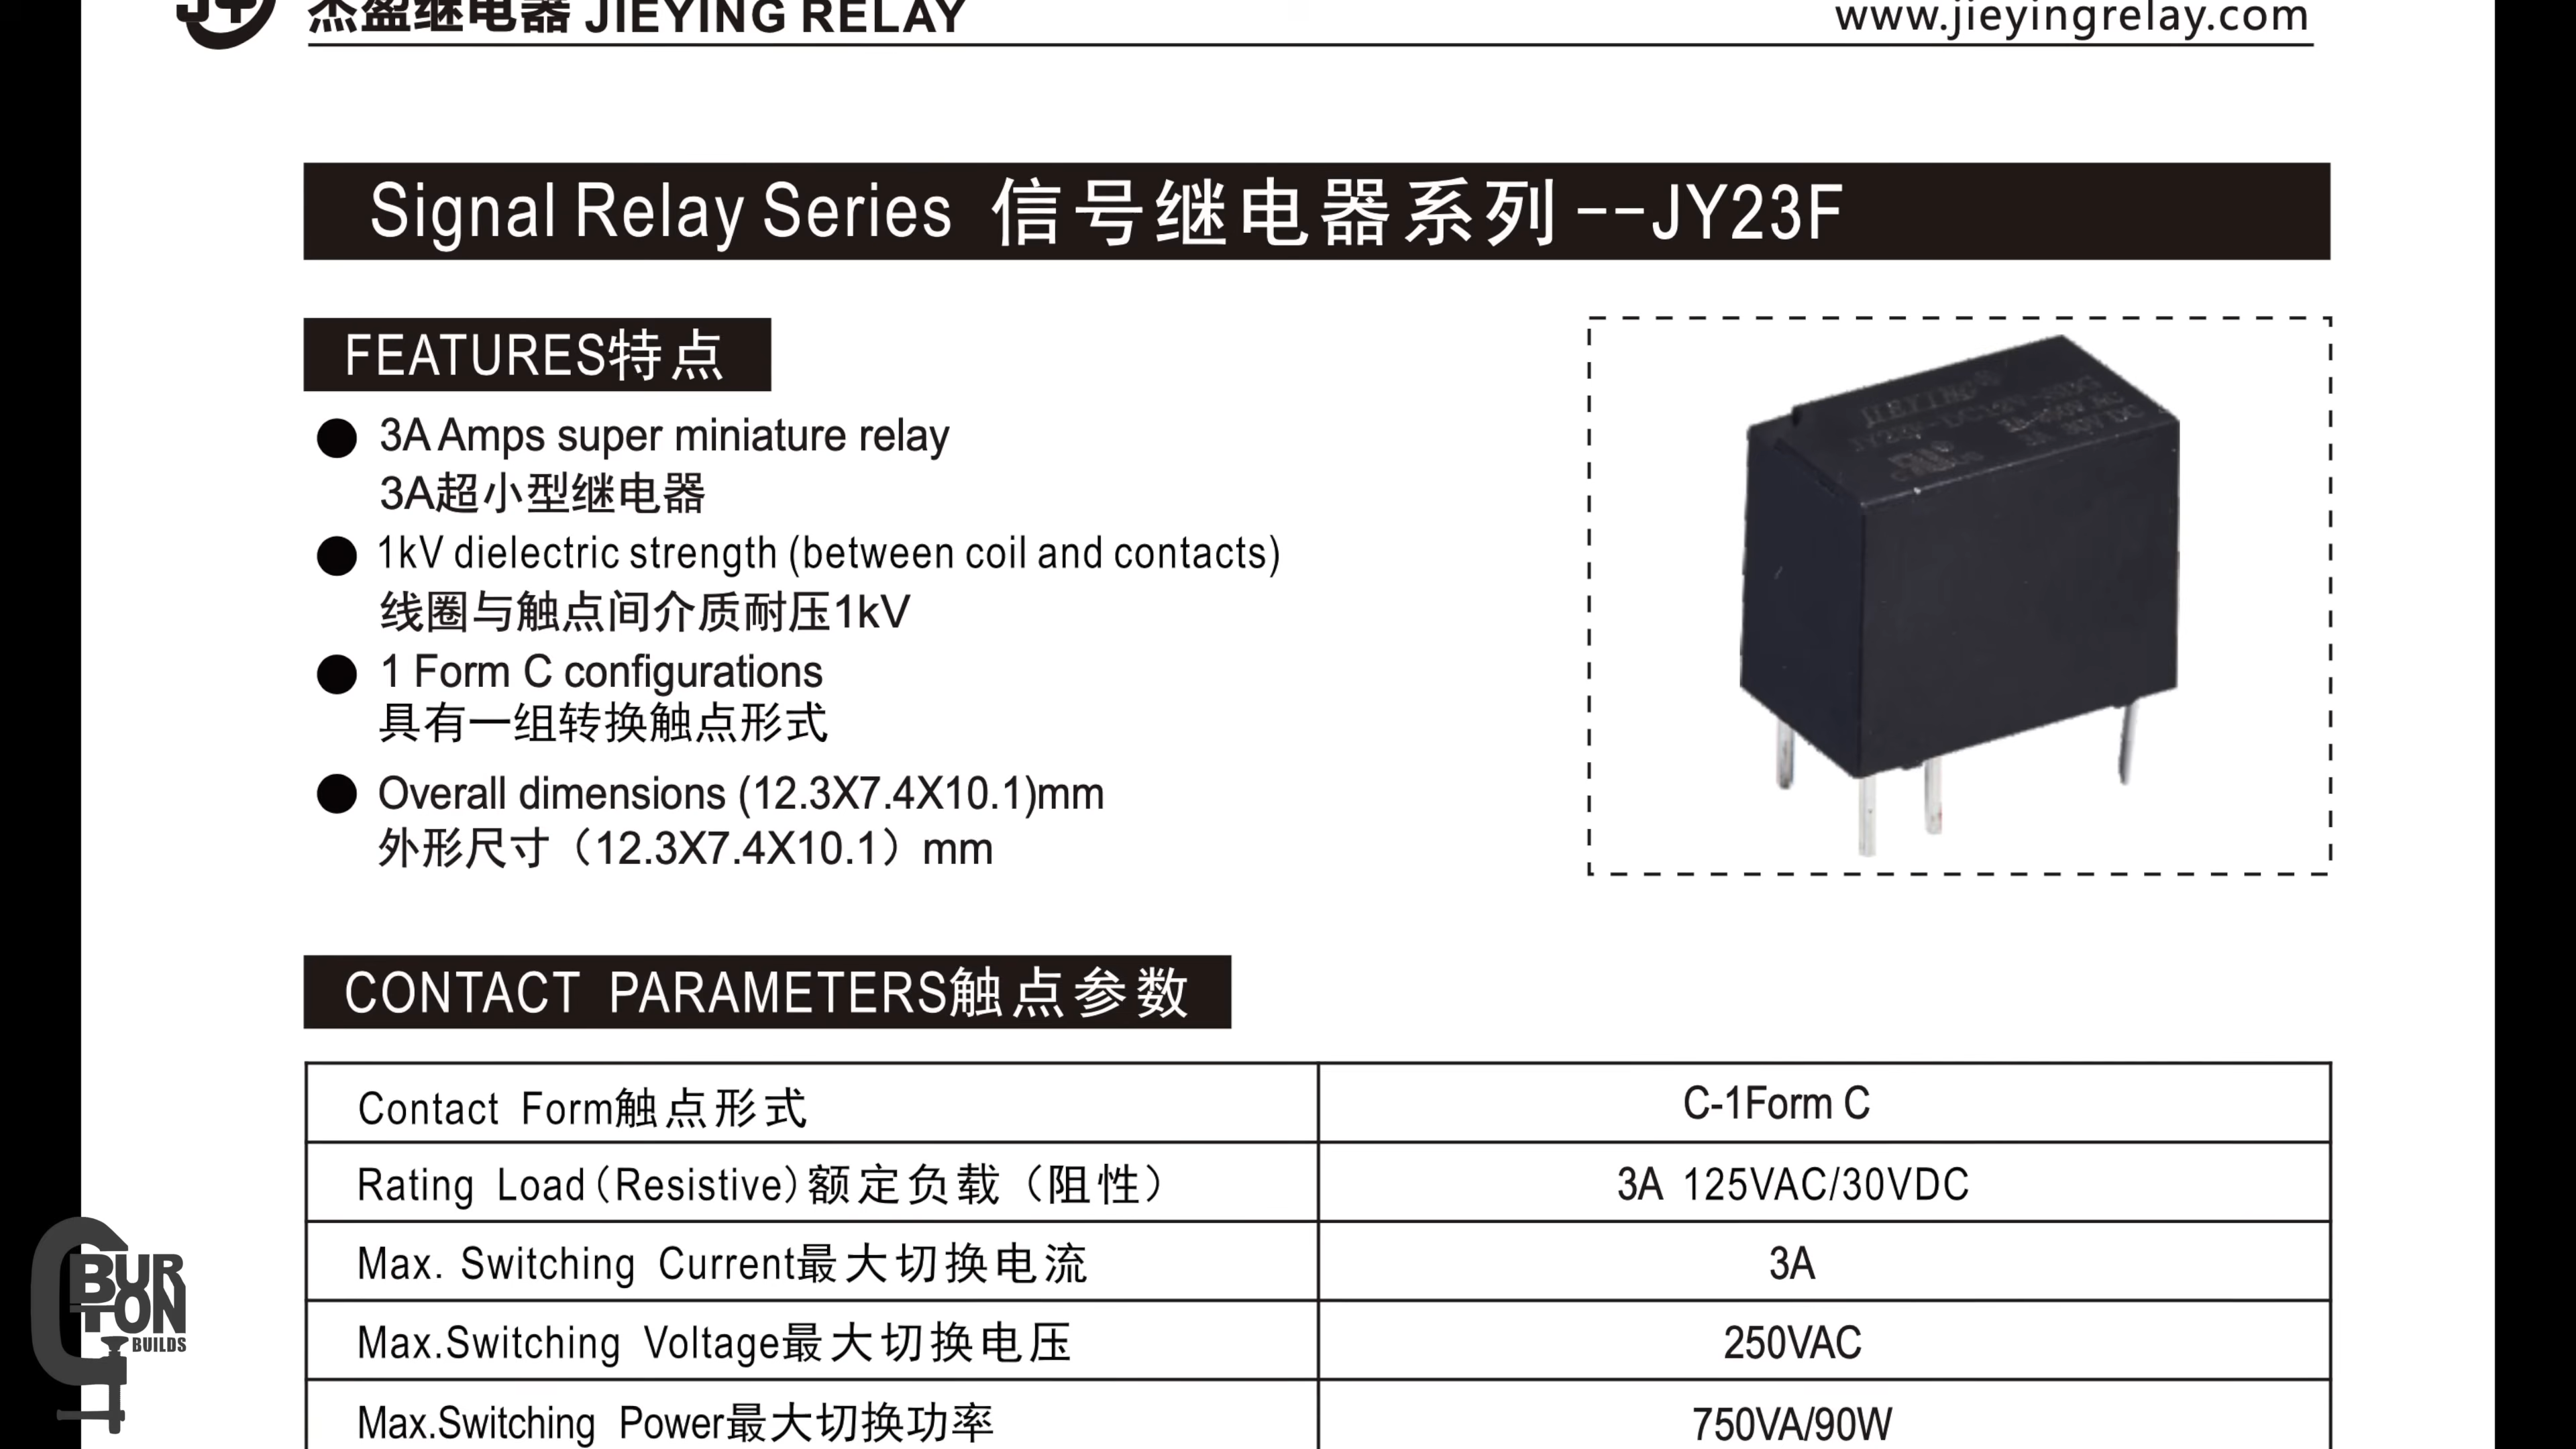 杰盈继电器 JIEYING RELAY
www.jieyingrelay.com
Signal Relay Series 信号继电器系列--JY23F
FEATURES特点
3A Amps super miniature relay
3A超小型继电器
1kV dielectric strength (between coil and contacts)
线圈与触点间介质耐压1kV
1 Form C configurations
具有一组转换触点形式
Overall dimensions (12.3X7.4X10.1)mm
外形尺寸（12.3X7.4X10.1）mm
JIEYING
CONTACT PARAMETERS触点参数
Contact Form触点形式
C-1Form C
Rating Load(Resistive)额定负载（阻性）
3A 125VAC/30VDC
Max. Switching Current最大切换电流
3A
Max.Switching Voltage最大切换电压
250VAC
Max.Switching Power最大切换功率
750VA/90W
BURTON
BUILDS